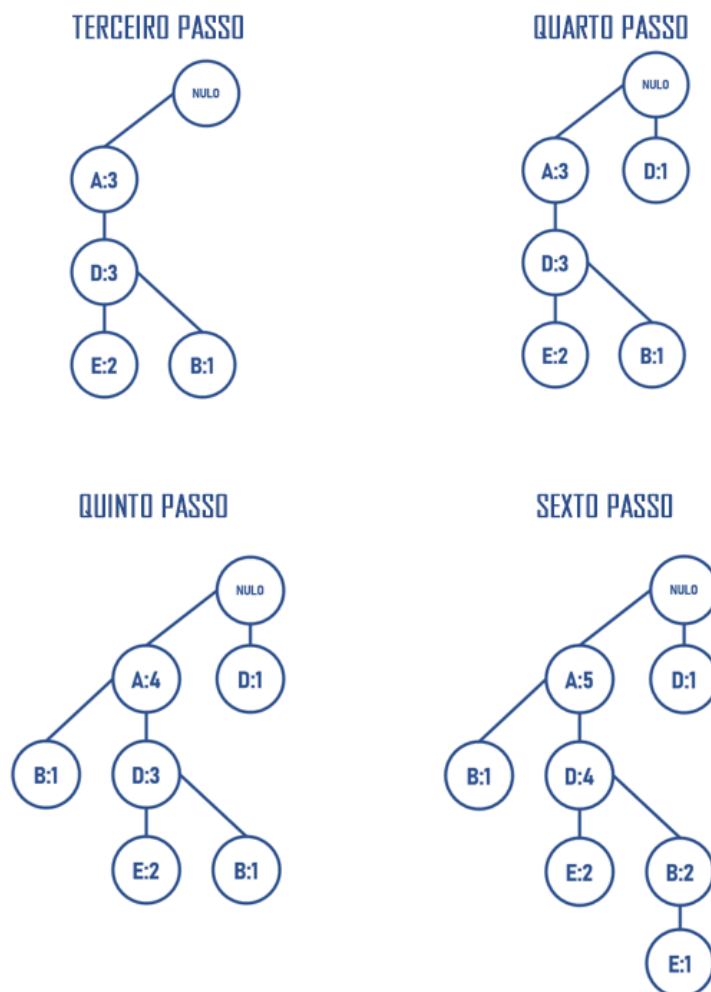 TERCEIRO PASSO
NULO
A:3
D:3
E:2 B:1
QUARTO PASSO
NULO
A:3 D:1
D:3
E:2 B:1
QUINTO PASSO
NULO
A:4 D:1
B:1 D:3
E:2 B:1
SEXTO PASSO
NULO
A:5 D:1
B:1 D:4
E:2 B:2
E:1